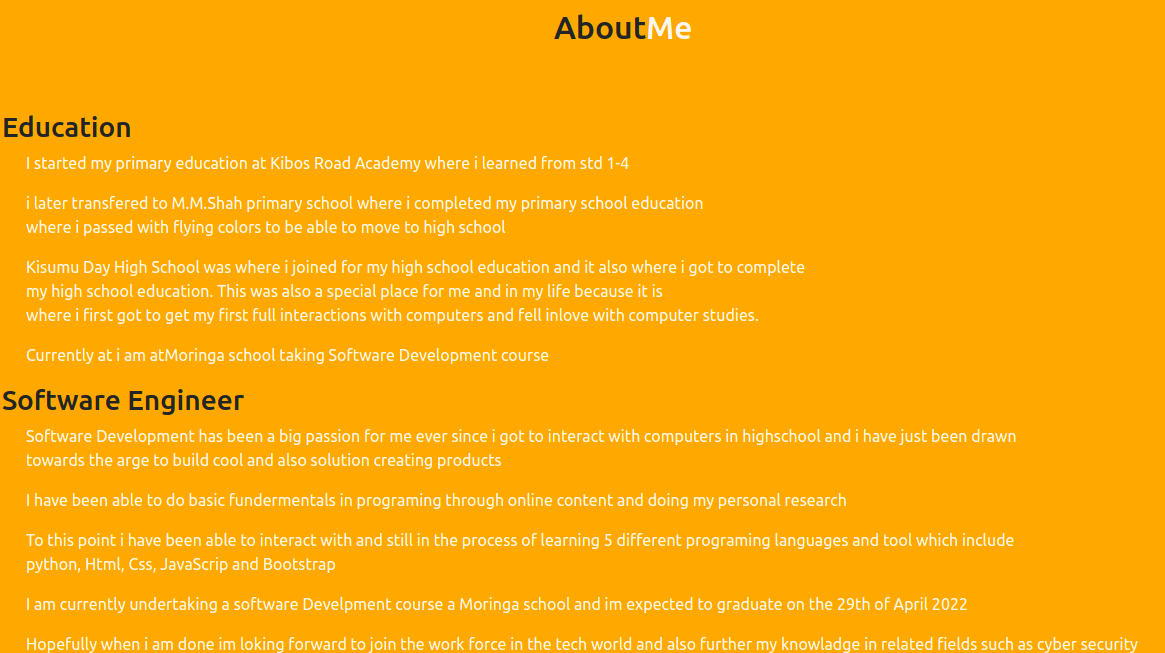 AboutMe
Education
I started my primary education at Kibos Road Academy where i learned from std 1-4
i later transfered to M.M.Shah primary school where i completed my primary school education
where i passed with flying colors to be able to move to high school
Kisumu Day High School was where i joined for my high school education and it also where i got to complete
my high school education. This was also a special place for me and in my life because it is
where i first got to get my first full interactions with computers and fell inlove with computer studies.
Currently at i am atMoringa school taking Software Development course
Software Engineer
Software Development has been a big passion for me ever since i got to interact with computers in highschool and i have just been drawn
towards the arge to build cool and also solution creating products
I have been able to do basic fundermentals in programing through online content and doing my personal research
To this point i have been able to interact with and still in the process of learning 5 different programing languages and tool which include
python, Html, Css, JavaScrip and Bootstrap
I am currently undertaking a software Develpment course a Moringa school and im expected to graduate on the 29th of April 2022
Hopefully when i am done im loking forward to join the work force in the tech world and also further my knowladge in related fields such as cyber security